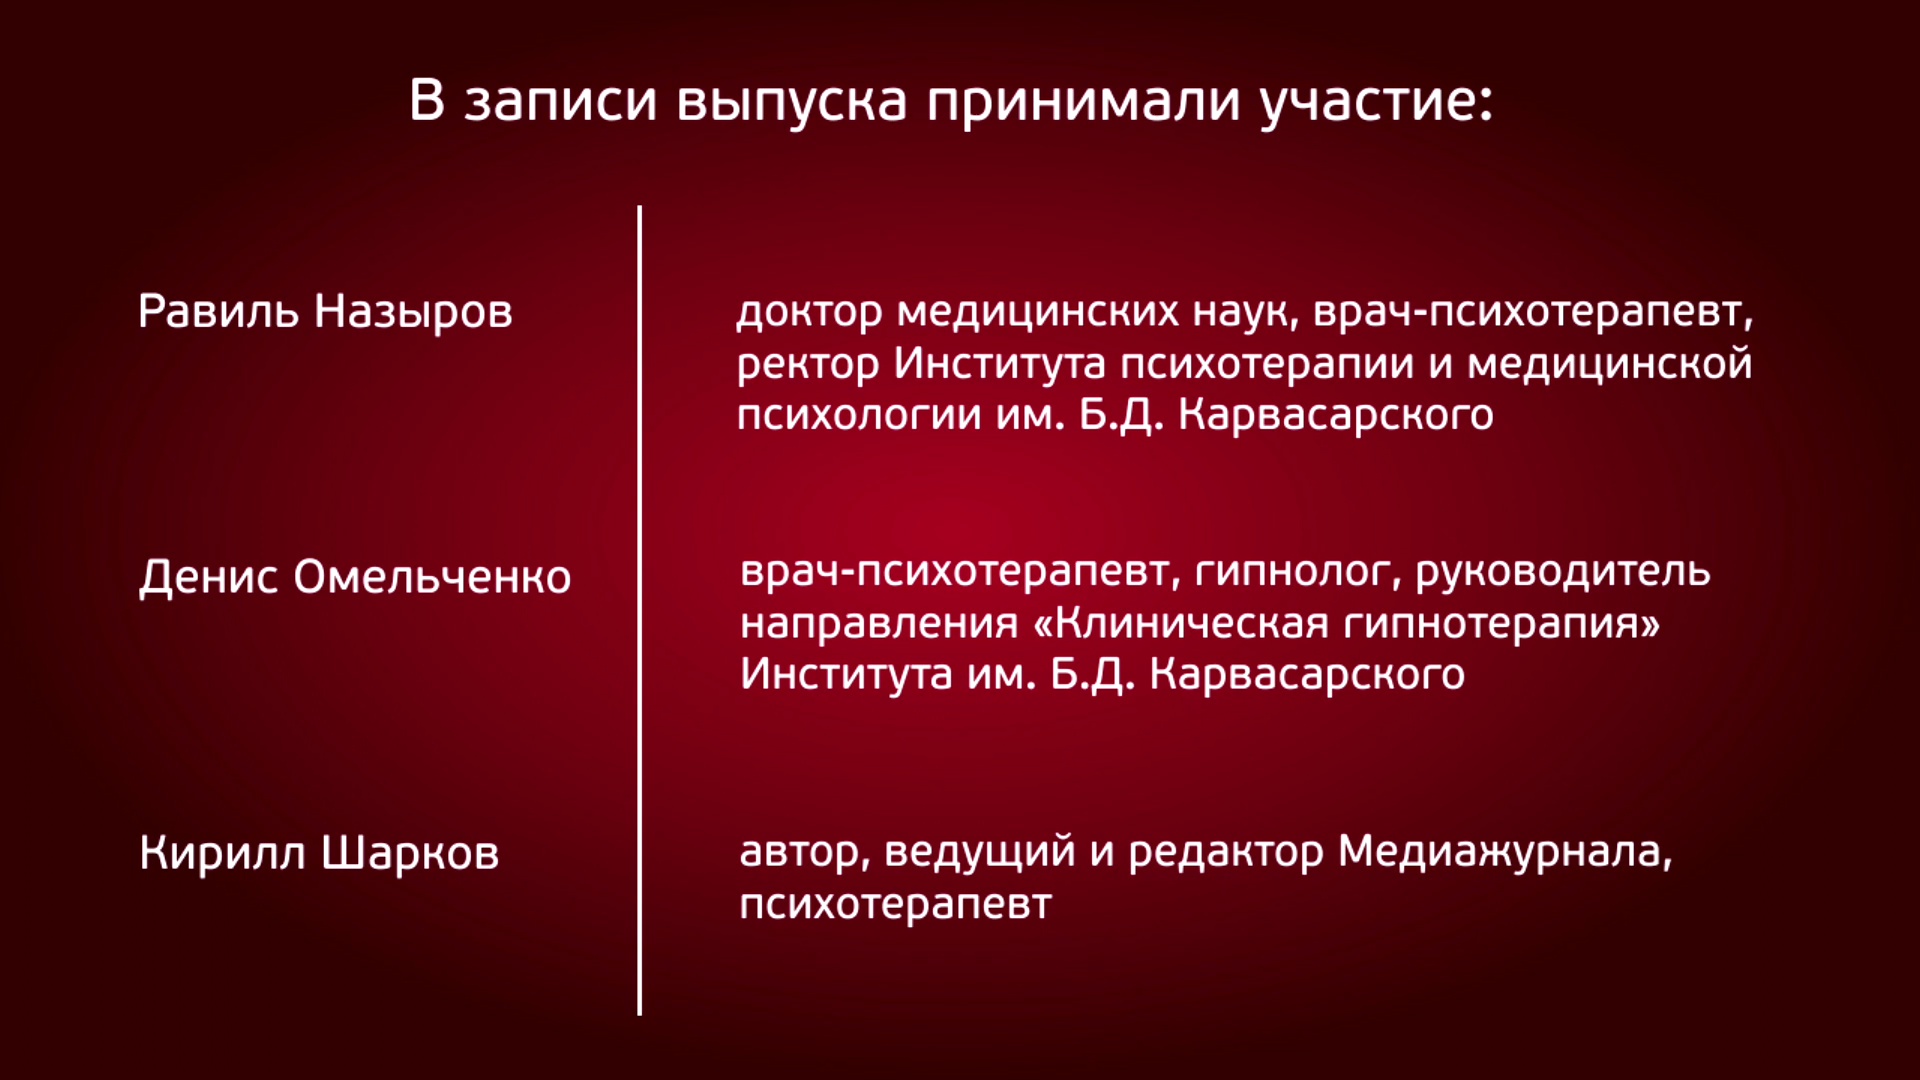 В записи выпуска принимали участие:
Равиль Назыров
доктор медицинских наук, врач-психотерапевт,
ректор Института психотерапии и медицинской
психологии им. Б.Д. Карвасарского
Денис Омельченко
врач-психотерапевт, гипнолог, руководитель
направления «Клиническая гипнотерапия»
Института им. Б.Д. Карвасарского
Кирилл Шарков
автор, ведущий и редактор Медиажурнала,
психотерапевт